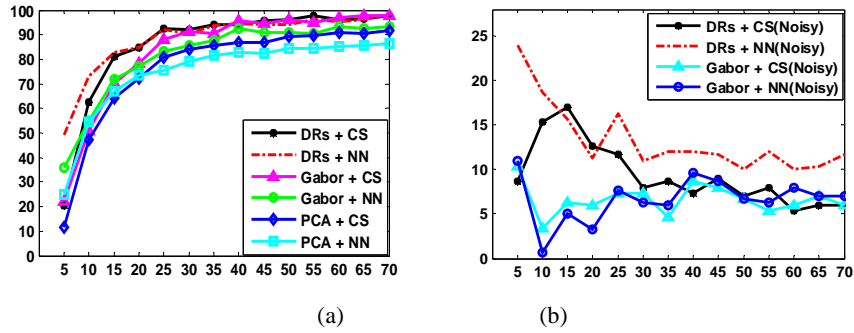 100
90
80
70
60
50
40
30
20
10
0
5 10 15 20 25 30 35 40 45 50 55 60 65 70
DRs + CS
DRs + NN
Gabor + CS
Gabor + NN
PCA + CS
PCA + NN
(a)
25
20
15
10
5
0
5 10 15 20 25 30 35 40 45 50 55 60 65 70
DRs + CS(Noisy)
DRs + NN(Noisy)
Gabor + CS(Noisy)
Gabor + NN(Noisy)
(b)